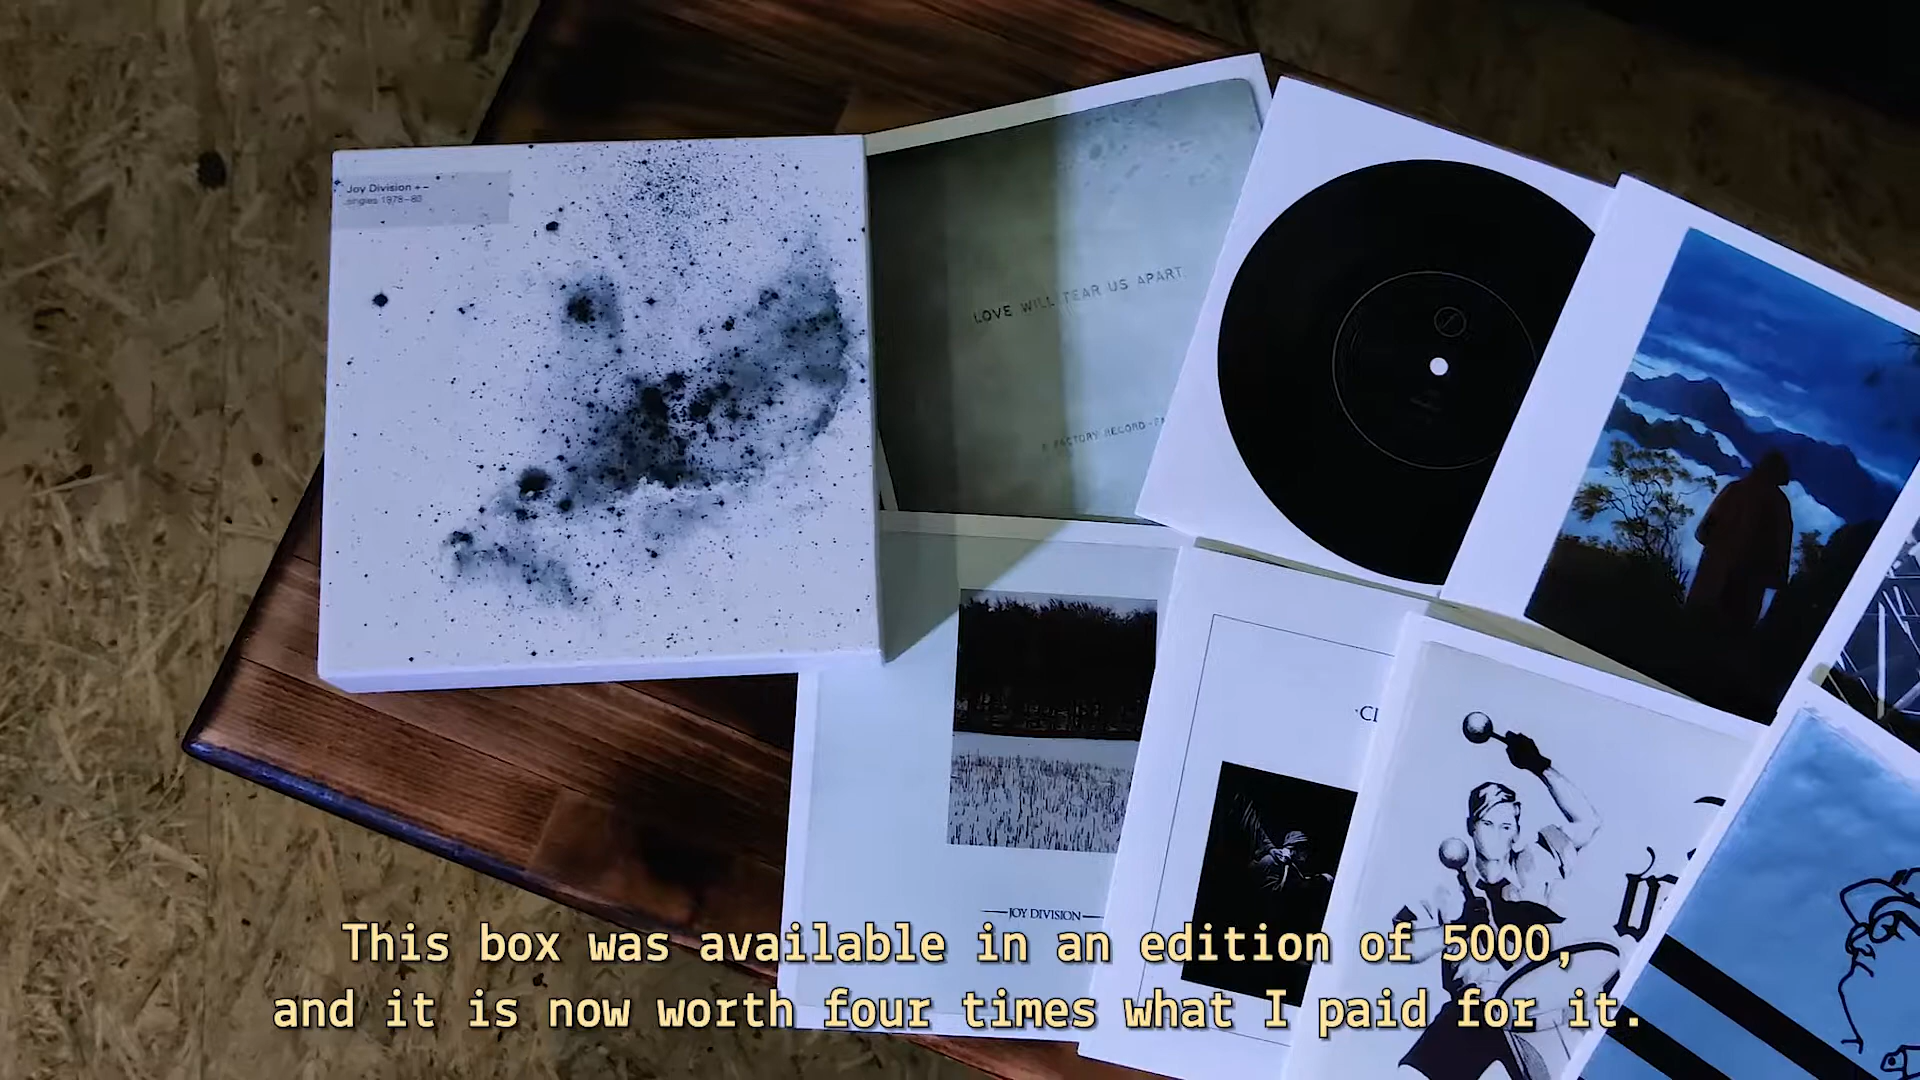 Joy Division + −
singles 1978–80
LOVE WILL TEAR US APART
FACTORY RECORD
JOY DIVISION
This box was available in an edition of 5000,
and it is now worth four times what I paid for it.